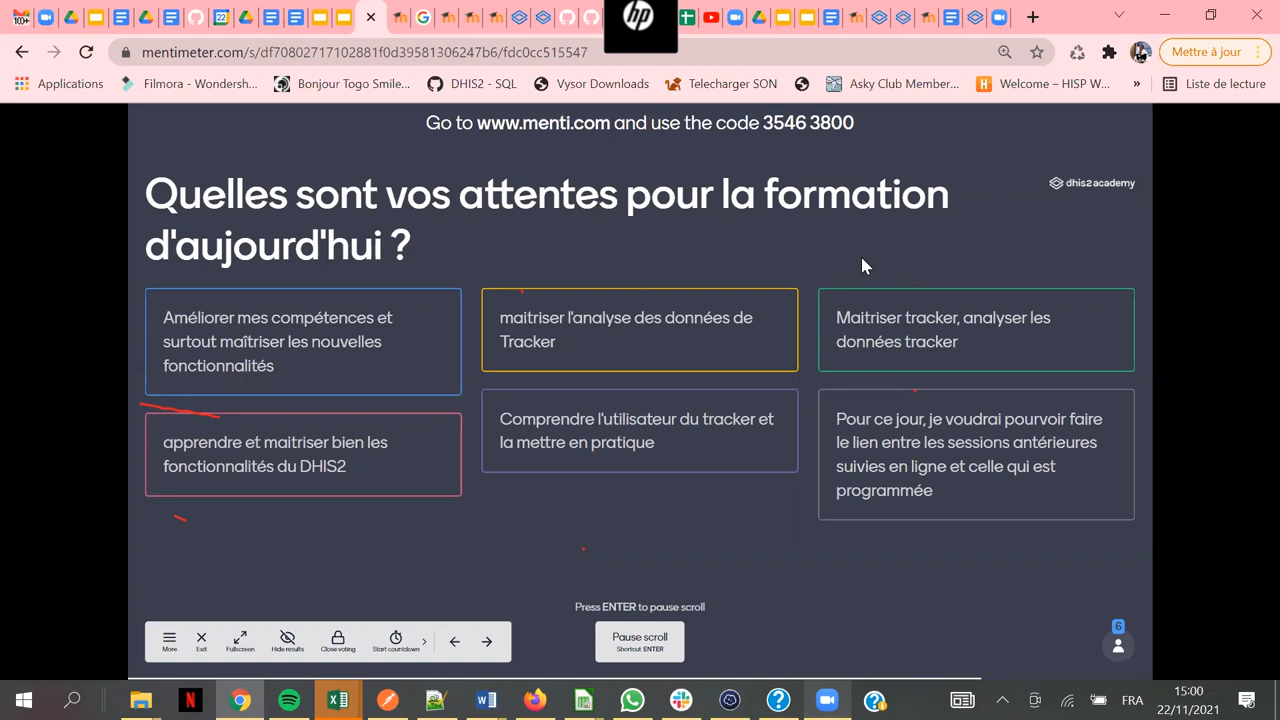 100+
22
hp
mentimeter.com/s/df70802717102881f0d39581306247b6/fdc0cc515547
Mettre à jour
Applications
Filmora - Wondersh...
Bonjour Togo Smile...
DHIS2 - SQL
Vysor Downloads
Telecharger SON
Asky Club Member...
Welcome – HISP W...
»
Liste de lecture
Go to www.menti.com and use the code 3546 3800
Quelles sont vos attentes pour la formation
d'aujourd'hui ?
dhis2 academy
Améliorer mes compétences et
surtout maîtriser les nouvelles
fonctionnalités
maitriser l'analyse des données de
Tracker
Maitriser tracker, analyser les
données tracker
apprendre et maitriser bien les
fonctionnalités du DHIS2
Comprendre l'utilisateur du tracker et
la mettre en pratique
Pour ce jour, je voudrai pourvoir faire
le lien entre les sessions antérieures
suivies en ligne et celle qui est
programmée
Press ENTER to pause scroll
More
Exit
Fullscreen
Hide results
Close voting
Start countdown
Pause scroll
Shortcut ENTER
6
FRA
15:00
22/11/2021